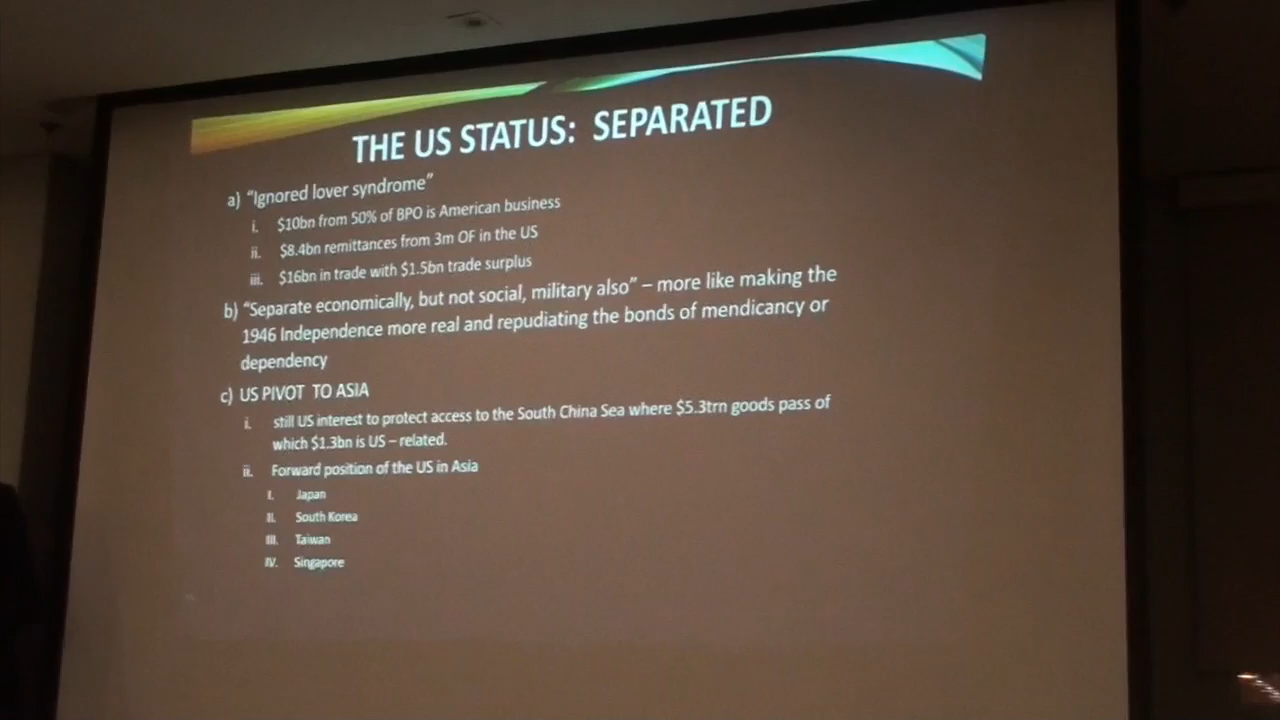 THE US STATUS: SEPARATED
a) “Ignored lover syndrome”
i. $10bn from 50% of BPO is American business
ii. $8.4bn remittances from 3m OF in the US
iii. $16bn in trade with $1.5bn trade surplus
b) “Separate economically, but not social, military also” – more like making the
1946 Independence more real and repudiating the bonds of mendicancy or
dependency
c) US PIVOT TO ASIA
i. still US interest to protect access to the South China Sea where $5.3trn goods pass of
which $1.3bn is US – related.
ii. Forward position of the US in Asia
I. Japan
II. South Korea
III. Taiwan
IV. Singapore